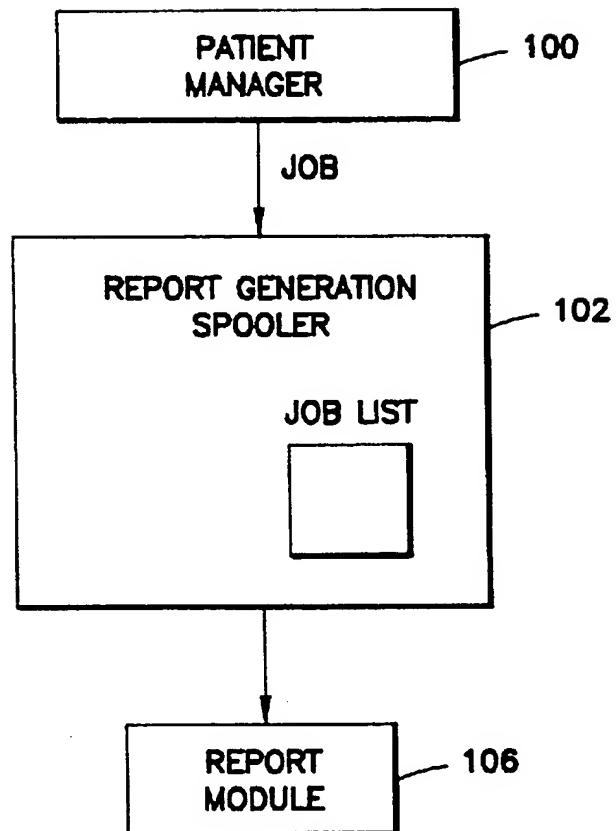 PATIENT
MANAGER
100
JOB
REPORT GENERATION
SPOOLER
102
JOB LIST
REPORT
MODULE
106